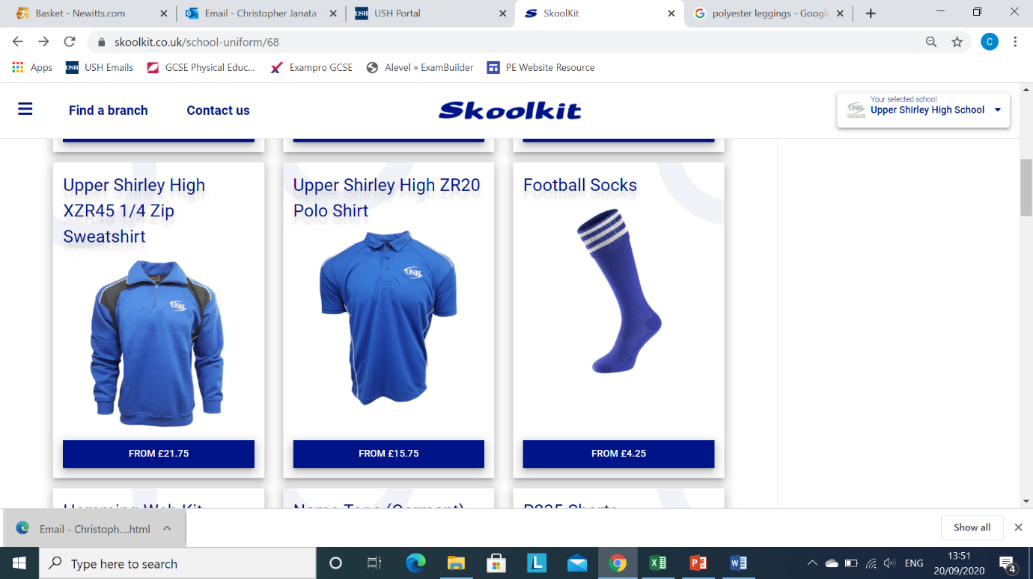 Basket - Newitts.com
Email - Christopher Janata -
USH Portal
SkoolKit
polyester leggings - Google
skoolkit.co.uk/school-uniform/68
C
Apps
USH Emails
GCSE Physical Educ...
Exampro GCSE
Alevel » ExamBuilder
PE Website Resource
Find a branch
Contact us
Skoolkit
Your selected school
Upper Shirley High School
Upper Shirley High
XZR45 1/4 Zip
Sweatshirt
USH
FROM £21.75
Upper Shirley High ZR20
Polo Shirt
USH
FROM £15.75
Football Socks
FROM £4.25
Email - Christoph....html
Show all
Type here to search
ENG
13:51
20/09/2020
4